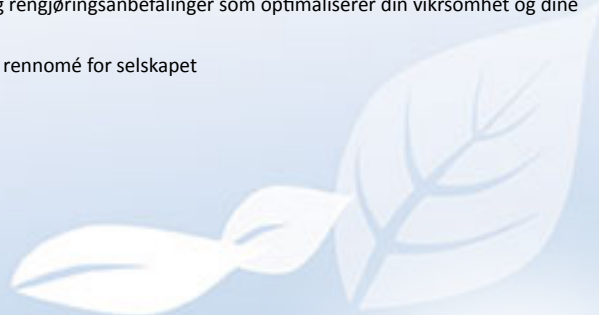 rengjøringsanbefalinger som optimaliserer din vikrsomhet og dine
rennomé for selskapet